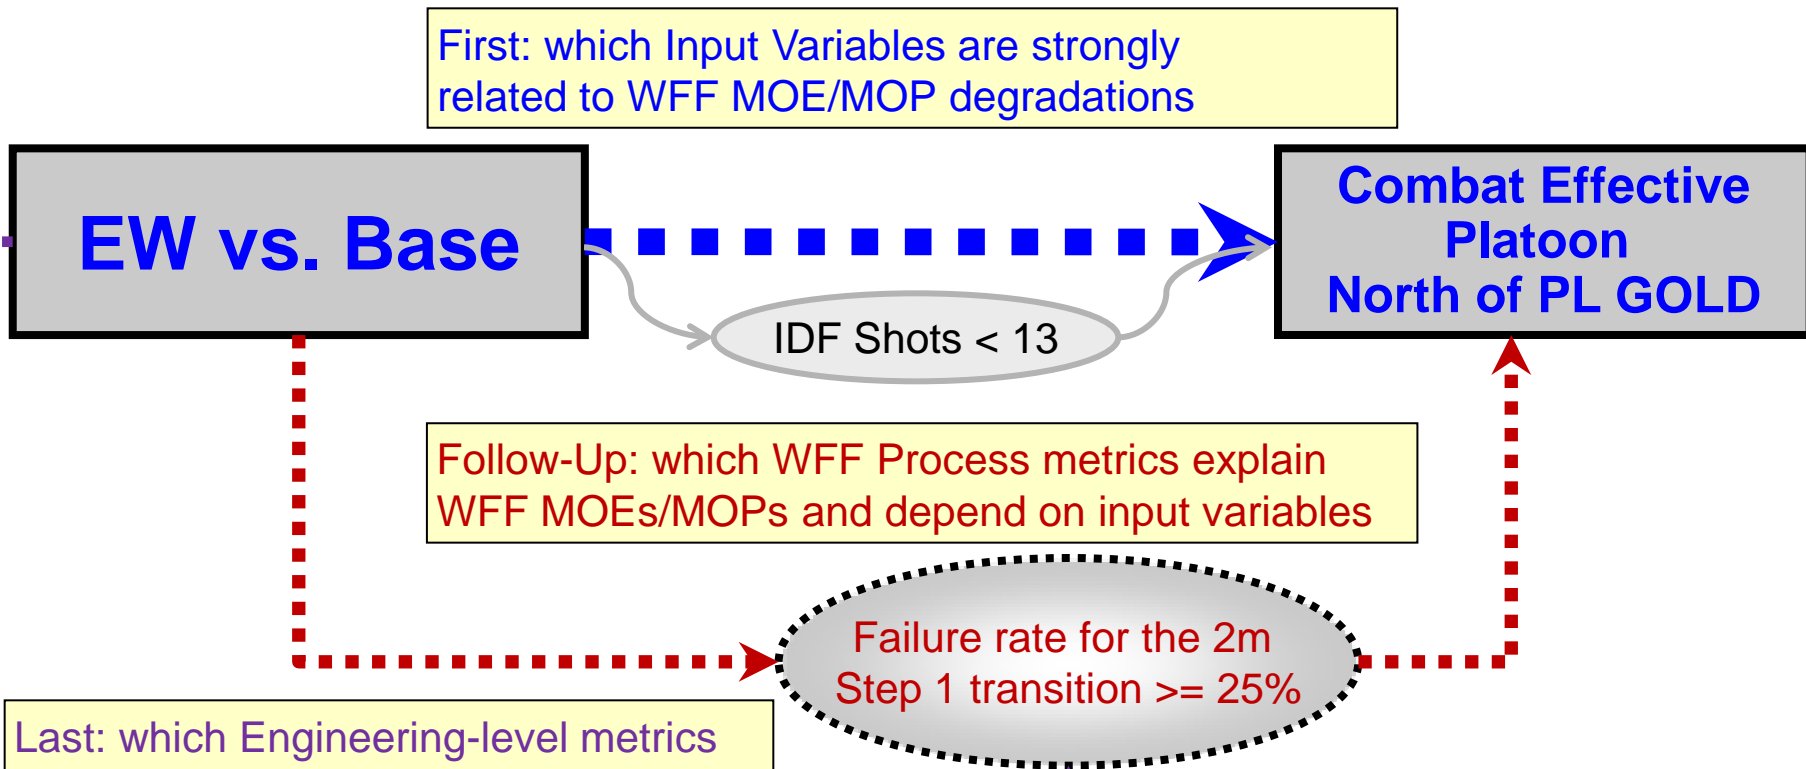 First: which Input Variables are strongly
related to WFF MOE/MOP degradations
EW vs. Base
Combat Effective
Platoon
North of PL GOLD
IDF Shots < 13
Follow-Up: which WFF Process metrics explain
WFF MOEs/MOPs and depend on input variables
Failure rate for the 2m
Step 1 transition >= 25%
Last: which Engineering-level metrics